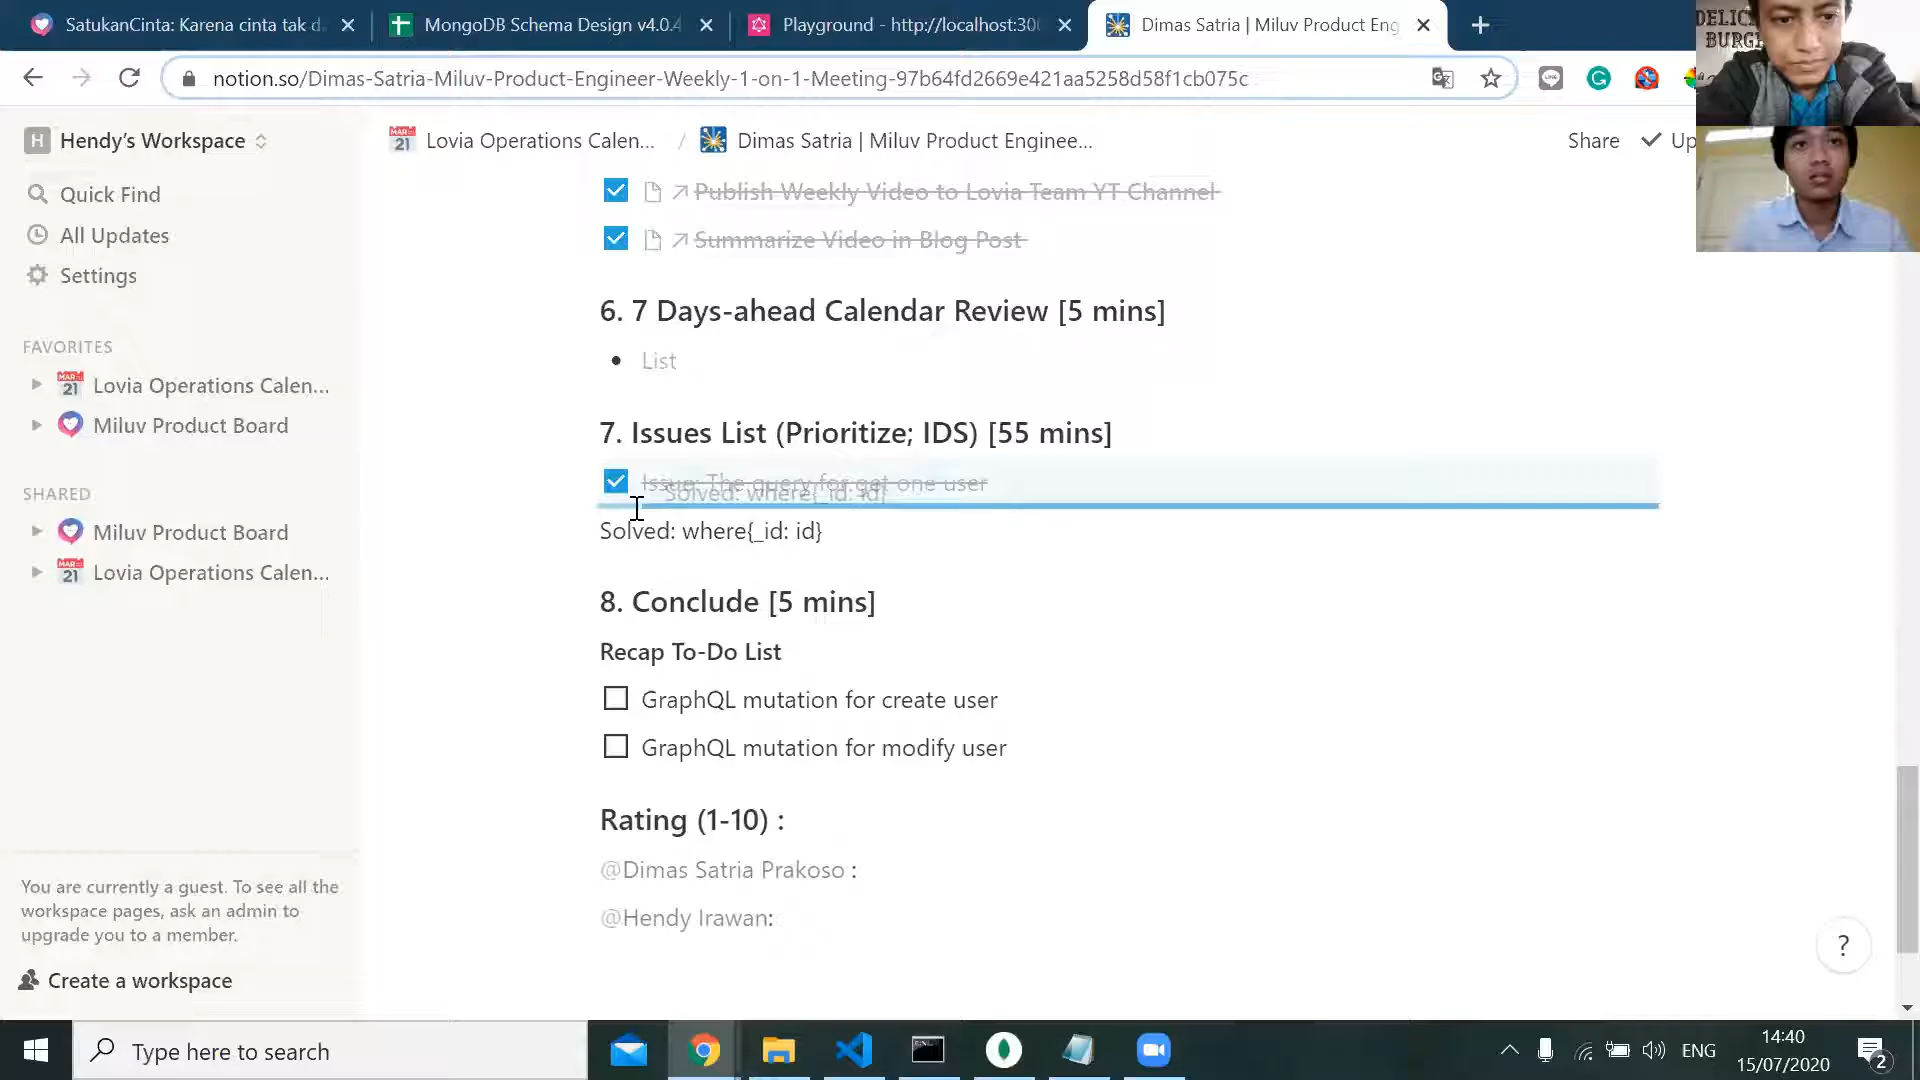 SatukanCinta: Karena cinta tak d
MongoDB Schema Design v4.0.4
Playground - http://localhost:300
Dimas Satria | Miluv Product Eng
notion.so/Dimas-Satria-Miluv-Product-Engineer-Weekly-1-on-1-Meeting-97b64fd2669e421aa5258d58f1cb075c
DELICI
BURGE
H Hendy's Workspace
Quick Find
All Updates
Settings
FAVORITES
Lovia Operations Calen...
Miluv Product Board
SHARED
Miluv Product Board
Lovia Operations Calen...
You are currently a guest. To see all the
workspace pages, ask an admin to
upgrade you to a member.
Create a workspace
Lovia Operations Calen... / Dimas Satria | Miluv Product Enginee...
Share Up
Publish Weekly Video to Lovia Team YT Channel
Summarize Video in Blog Post
6. 7 Days-ahead Calendar Review [5 mins]
List
7. Issues List (Prioritize; IDS) [55 mins]
Issue: The query for get one user
Solved: where{_id: id}
Solved: where{_id: id}
8. Conclude [5 mins]
Recap To-Do List
GraphQL mutation for create user
GraphQL mutation for modify user
Rating (1-10) :
@Dimas Satria Prakoso :
@Hendy Irawan:
?
Type here to search
ENG
14:40
15/07/2020
2